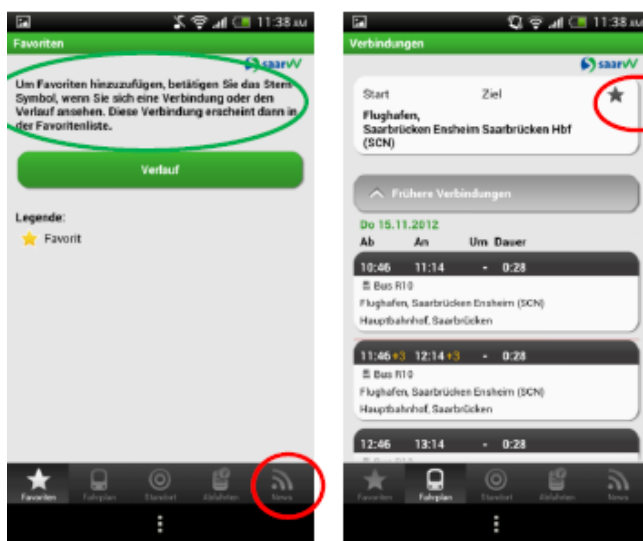 11:38 AM
Favoriten
saarVV
Um Favoriten hinzuzufügen, betätigen Sie das Stern-
Symbol, wenn Sie sich eine Verbindung oder den
Verlauf ansehen. Diese Verbindung erscheint dann in
der Favoritenliste.
Verlauf
Legende:
Favorit
Favoriten Fahrplan Standort Abfahrten News
11:38 AM
Verbindungen
saarVV
Start Ziel
Flughafen,
Saarbrücken Ensheim Saarbrücken Hbf
(SCN)
Frühere Verbindungen
Do 15.11.2012
Ab An Um Dauer
10:46 11:14 - 0:28
Bus R10
Flughafen, Saarbrücken Ensheim (SCN)
Hauptbahnhof, Saarbrücken
11:46 +3 12:14 +3 - 0:28
Bus R10
Flughafen, Saarbrücken Ensheim (SCN)
Hauptbahnhof, Saarbrücken
12:46 13:14 - 0:28
Favoriten Fahrplan Standort Abfahrten News